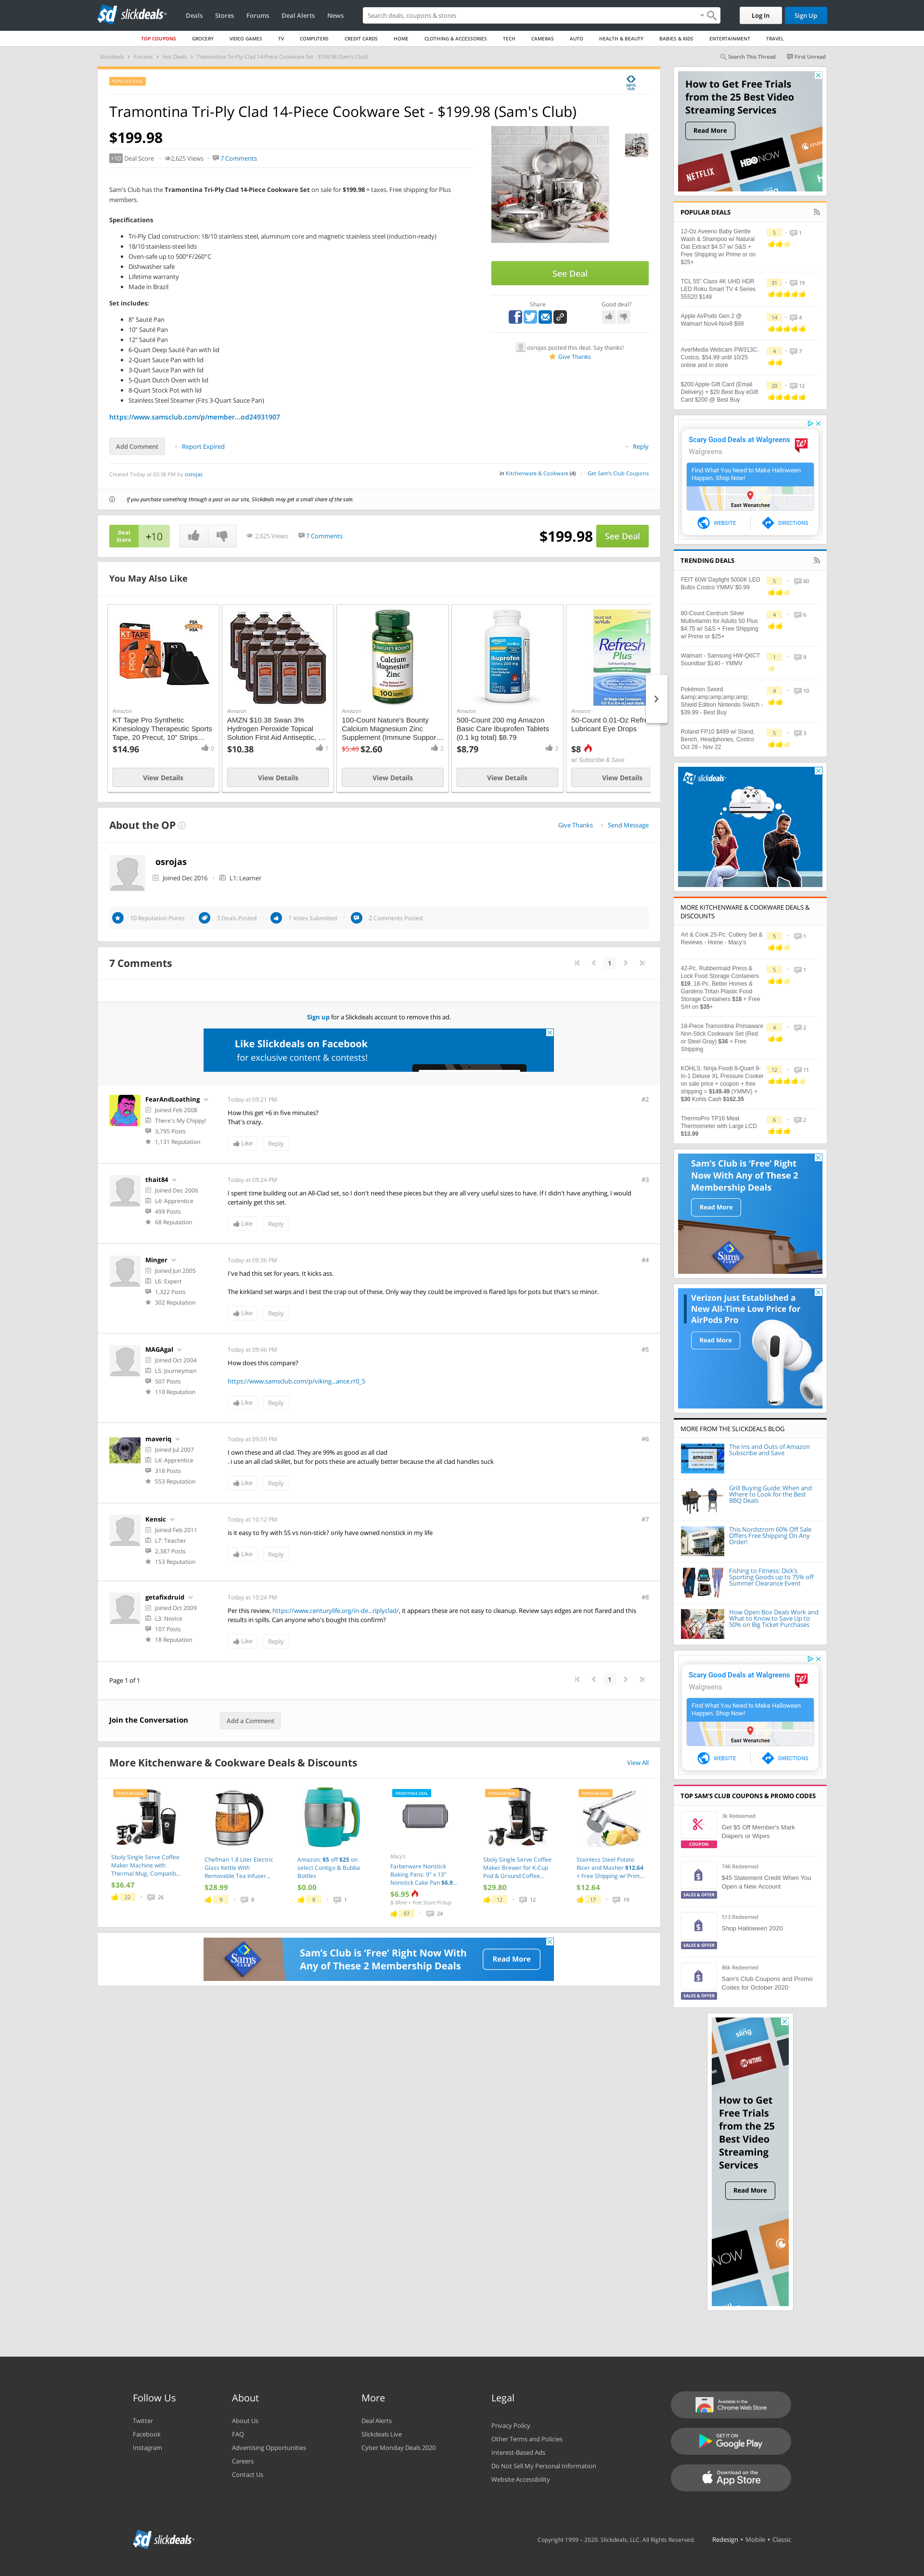 slickdeals
Deals Stores Forums Deal Alerts News
Search deals, coupons & stores
Log In
Sign Up
TOP COUPONS GROCERY VIDEO GAMES TV COMPUTERS CREDIT CARDS HOME CLOTHING & ACCESSORIES TECH CAMERAS AUTO HEALTH & BEAUTY BABIES & KIDS ENTERTAINMENT TRAVEL
Slickdeals > Forums > Hot Deals > Tramontina Tri-Ply Clad 14-Piece Cookware Set - $199.98 (Sam's Club)
Search This Thread
First Unread
POPULAR DEAL
Tramontina Tri-Ply Clad 14-Piece Cookware Set - $199.98 (Sam's Club)
$199.98
+10 Deal Score 2,625 Views 7 Comments
Sam's Club has the Tramontina Tri-Ply Clad 14-Piece Cookware Set on sale for $199.98 + taxes. Free shipping for Plus
members.
Specifications
Tri-Ply Clad construction: 18/10 stainless steel, aluminum core and magnetic stainless steel (induction-ready)
18/10 stainless-steel lids
Oven-safe up to 500°F/260°C
Dishwasher safe
Lifetime warranty
Made in Brazil
Set includes:
8" Sauté Pan
10" Sauté Pan
12" Sauté Pan
6-Quart Deep Sauté Pan with lid
2-Quart Sauce Pan with lid
3-Quart Sauce Pan with lid
5-Quart Dutch Oven with lid
8-Quart Stock Pot with lid
Stainless Steel Steamer (Fits 3-Quart Sauce Pan)
https://www.samsclub.com/p/member...od24931907
See Deal
Share
Good deal?
osrojas posted this deal. Say thanks!
Give Thanks
Add Comment
Report Expired
Reply
Created Today at 03:38 PM by osrojas
in Kitchenware & Cookware (4)
Get Sam's Club Coupons
If you purchase something through a post on our site, Slickdeals may get a small share of the sale.
Deal
Score
+10
2,625 Views
7 Comments
$199.98
See Deal
You May Also Like
Amazon
KT Tape Pro Synthetic
Kinesiology Therapeutic Sports
Tape, 20 Precut, 10" Strips...
$14.96 0
View Details
Amazon
AMZN $10.38 Swan 3%
Hydrogen Peroxide Topical
Solution First Aid Antiseptic, ...
$10.38 1
View Details
Amazon
100-Count Nature's Bounty
Calcium Magnesium Zinc
Supplement (Immune Suppor...
$5.49 $2.60 2
View Details
Amazon
500-Count 200 mg Amazon
Basic Care Ibuprofen Tablets
(0.1 kg total) $8.79
$8.79 3
View Details
Amazon
50-Count 0.01-Oz Refre
Lubricant Eye Drops
$8
w/ Subscribe & Save
View Details
About the OP
Give Thanks
Send Message
osrojas
Joined Dec 2016 L1: Learner
10 Reputation Points 3 Deals Posted 1 Votes Submitted 2 Comments Posted
7 Comments
1
Sign up for a Slickdeals account to remove this ad.
Like Slickdeals on Facebook
for exclusive content & contests!
FearAndLoathing
Joined Feb 2008
There's My Chippy!
3,795 Posts
1,131 Reputation
Today at 09:21 PM
#2
How this get +6 in five minutes?
That's crazy.
Like
Reply
thait84
Joined Dec 2006
L4: Apprentice
499 Posts
68 Reputation
Today at 09:24 PM
#3
I spent time building out an All-Clad set, so I don't need these pieces but they are all very useful sizes to have. If I didn't have anything, I would
certainly get this set.
Like
Reply
Minger
Joined Jun 2005
L6: Expert
1,322 Posts
302 Reputation
Today at 09:36 PM
#4
I've had this set for years. It kicks ass.
The kirkland set warps and I best the crap out of these. Only way they could be improved is flared lips for pots but that's so minor.
Like
Reply
MAGAgal
Joined Oct 2004
L5: Journeyman
507 Posts
110 Reputation
Today at 09:46 PM
#5
How does this compare?
https://www.samsclub.com/p/viking...ance.rr0_5
Like
Reply
maveriq
Joined Jul 2007
L4: Apprentice
318 Posts
553 Reputation
Today at 09:59 PM
#6
I own these and all clad. They are 99% as good as all clad
. i use an all clad skillet, but for pots these are actually better because the all clad handles suck
Like
Reply
Kensic
Joined Feb 2011
L7: Teacher
2,387 Posts
153 Reputation
Today at 10:12 PM
#7
is it easy to fry with SS vs non-stick? only have owned nonstick in my life
Like
Reply
getafixdruid
Joined Oct 2009
L3: Novice
107 Posts
18 Reputation
Today at 10:24 PM
#8
Per this review, https://www.centurylife.org/in-de...riplyclad/, it appears these are not easy to cleanup. Review says edges are not flared and this
results in spills. Can anyone who's bought this confirm?
Like
Reply
Page 1 of 1
1
Join the Conversation
Add a Comment
More Kitchenware & Cookware Deals & Discounts
View All
POPULAR DEAL
Sboly Single Serve Coffee
Maker Machine with
Thermal Mug, Compatib...
$36.47
22 26
Chefman 1.8 Liter Electric
Glass Kettle With
Removable Tea Infuser...
$28.99
9 8
Amazon: $5 off $25 on
select Contigo & Bubba
Bottles
$0.00
8 1
FRONTPAGE DEAL
Macy's
Farberware Nonstick
Baking Pans: 9" x 13"
Nonstick Cake Pan $6.9...
$6.95
& More + Free Store Pickup
67 24
POPULAR DEAL
Sboly Single Serve Coffee
Maker Brewer for K-Cup
Pod & Ground Coffee...
$29.80
12 12
POPULAR DEAL
Stainless Steel Potato
Ricer and Masher $12.64
+ Free Shipping w/ Prim...
$12.64
17 19
Sam's Club is 'Free' Right Now With
Any of These 2 Membership Deals
Read More
How to Get Free Trials
from the 25 Best Video
Streaming Services
Read More
NETFLIX
HBO NOW
POPULAR DEALS
12-Oz Aveeno Baby Gentle
Wash & Shampoo w/ Natural
Oat Extract $4.57 w/ S&S +
Free Shipping w/ Prime or on
$25+
5 1
TCL 55" Class 4K UHD HDR
LED Roku Smart TV 4 Series
55S20 $148
31 19
Apple AirPods Gen 2 @
Walmart Nov4-Nov8 $99
14 4
AverMedia Webcam PW313C,
Costco, $54.99 until 10/25
online and in store
4 7
$200 Apple Gift Card (Email
Delivery) + $20 Best Buy eGift
Card $200 @ Best Buy
20 12
Scary Good Deals at Walgreens
Walgreens
Find What You Need to Make Halloween
Happen. Shop Now!
East Wenatchee
WEBSITE
DIRECTIONS
TRENDING DEALS
FEIT 60W Daylight 5000K LED
Bulbs Costco YMMV $0.99
5 60
80-Count Centrum Silver
Multivitamin for Adults 50 Plus
$4.75 w/ S&S + Free Shipping
w/ Prime or $25+
4 6
Walmart - Samsung HW-Q6CT
Soundbar $140 - YMMV
1 9
Pokémon Sword
&amp;amp;amp;amp;amp;
Shield Edition Nintendo Switch -
$39.99 - Best Buy
4 10
Roland FP10 $499 w/ Stand,
Bench, Headphones, Costco
Oct 28 - Nov 22
5 3
slickdeals
MORE KITCHENWARE & COOKWARE DEALS &
DISCOUNTS
Art & Cook 25-Pc. Cutlery Set &
Reviews - Home - Macy's
5 1
42-Pc. Rubbermaid Press &
Lock Food Storage Containers
$19, 18-Pc. Better Homes &
Gardens Tritan Plastic Food
Storage Containers $18 + Free
S/H on $35+
5 1
18-Piece Tramontina Primaware
Non-Stick Cookware Set (Red
or Steel Gray) $36 + Free
Shipping
4 2
KOHLS: Ninja Foodi 8-Quart 9-
In-1 Deluxe XL Pressure Cooker
on sale price + coupon + free
shipping = $149.49 (YMMV) +
$30 Kohls Cash $162.35
12 11
ThermoPro TP16 Meat
Thermometer with Large LCD
$13.99
6 2
Sam's Club is 'Free' Right
Now With Any of These 2
Membership Deals
Read More
Verizon Just Established a
New All-Time Low Price for
AirPods Pro
Read More
MORE FROM THE SLICKDEALS BLOG
The Ins and Outs of Amazon
Subscribe and Save
Grill Buying Guide: When and
Where to Look for the Best
BBQ Deals
This Nordstrom 60% Off Sale
Offers Free Shipping On Any
Order!
Fishing to Fitness: Dick's
Sporting Goods up to 75% off
Summer Clearance Event
How Open Box Deals Work and
What to Know to Save Up to
50% on Big Ticket Purchases
Scary Good Deals at Walgreens
Walgreens
Find What You Need to Make Halloween
Happen. Shop Now!
East Wenatchee
WEBSITE
DIRECTIONS
TOP SAM'S CLUB COUPONS & PROMO CODES
3k Redeemed
Get $5 Off Member's Mark
Diapers or Wipes
COUPON
746 Redeemed
$45 Statement Credit When You
Open a New Account
SALES & OFFER
513 Redeemed
Shop Halloween 2020
SALES & OFFER
86k Redeemed
Sam's Club Coupons and Promo
Codes for October 2020
SALES & OFFER
sling
SHOWTIME
How to Get
Free Trials
from the 25
Best Video
Streaming
Services
Read More
NOW
Follow Us
Twitter
Facebook
Instagram
About
About Us
FAQ
Advertising Opportunities
Careers
Contact Us
More
Deal Alerts
Slickdeals Live
Cyber Monday Deals 2020
Legal
Privacy Policy
Other Terms and Policies
Interest-Based Ads
Do Not Sell My Personal Information
Website Accessibility
Available in the
Chrome Web Store
GET IT ON
Google Play
Download on the
App Store
slickdeals
Copyright 1999 - 2020. Slickdeals, LLC. All Rights Reserved.
Redesign • Mobile • Classic